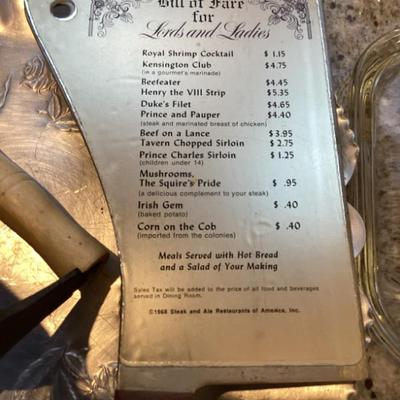 Bill of Fare
for
Lords and Ladies
Royal Shrimp Cocktail $ 1.15
Kensington Club $4.75
(in a gourmet's marinade)
Beefeater $4.45
Henry the VIII Strip $5.35
Duke's Filet $4.65
Prince and Pauper $4.40
(steak and marinated breast of chicken)
Beef on a Lance $3.95
Tavern Chopped Sirloin $ 2.75
Prince Charles Sirloin $ 1.25
(children under 14)
Mushrooms,
The Squire's Pride $ .95
(a delicious complement to your steak)
Irish Gem $ .40
(baked potato)
Corn on the Cob $ .40
(imported from the colonies)
Meals Served with Hot Bread
and a Salad of Your Making
Sales Tax will be added to the price of all food and beverages
served in Dining Room.
©1968 Steak and Ale Restaurants of America, Inc.